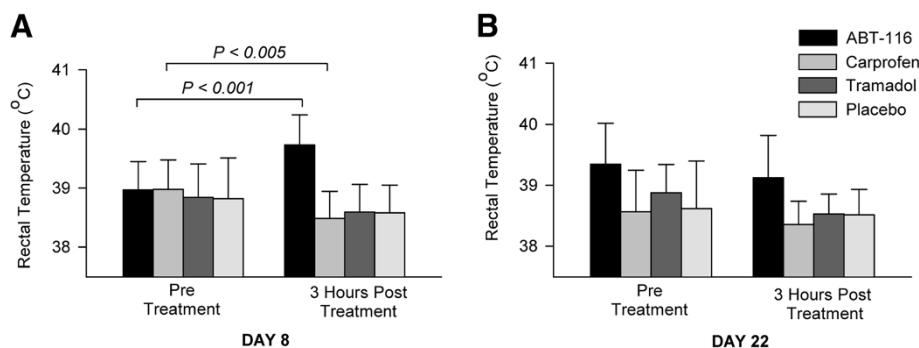 A
P < 0.005
P < 0.001
Rectal Temperature (°C)
41
40
39
38
Pre
Treatment
3 Hours Post
Treatment
DAY 8
B
ABT-116
Carprofen
Tramadol
Placebo
Rectal Temperature (°C)
41
40
39
38
Pre
Treatment
3 Hours Post
Treatment
DAY 22